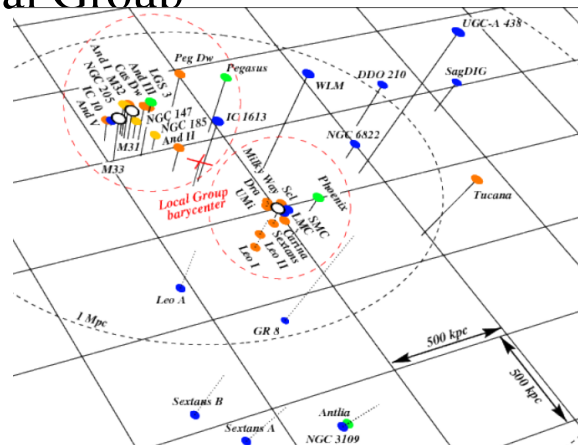 al Group
UGC-A 438
And I
M32
Cas Dw
And III
LGS 3
Peg Dw
Pegasus
WLM
DDO 210
SagDIG
NGC 205
IC 10
And V
NGC 147
NGC 185
IC 1613
And II
NGC 6822
M31
M33
Local Group
barycenter
Milky Way
Dra
UMi
Scl
Phoenix
Tucana
LMC
SMC
Carina
Sextans
Leo II
Leo I
Leo A
1 Mpc
GR 8
500 kpc
500 kpc
Sextans B
Sextans A
Antlia
NGC 3109